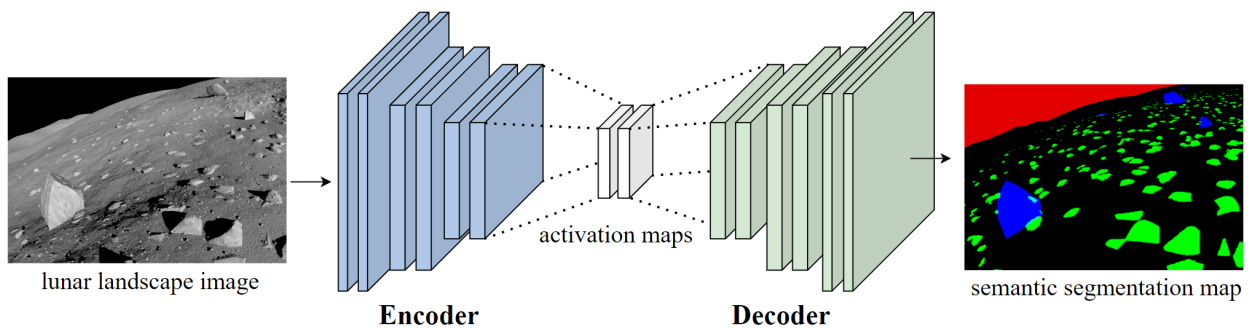 lunar landscape image
Encoder
activation maps
Decoder
semantic segmentation map